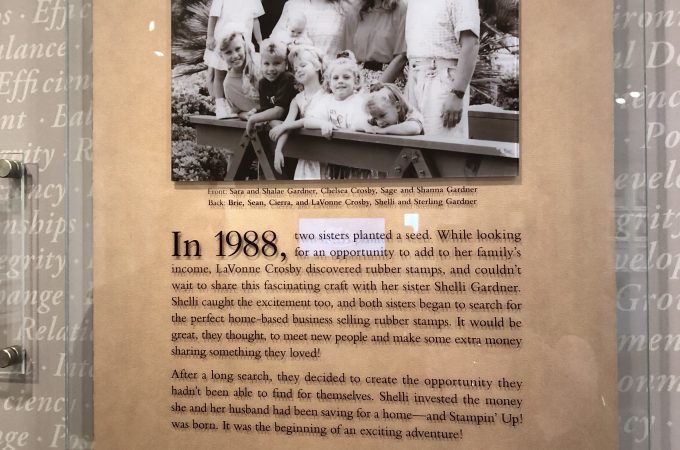 Front: Sara and Shalae Gardner, Chelsea Crosby, Sage and Shanna Gardner
Back: Brie, Sean, Cierra, and LaVonne Crosby, Shelli and Sterling Gardner
In 1988, two sisters planted a seed. While looking
for an opportunity to add to her family's
income, LaVonne Crosby discovered rubber stamps, and couldn't
wait to share this fascinating craft with her sister Shelli Gardner.
Shelli caught the excitement too, and both sisters began to search for
the perfect home-based business selling rubber stamps. It would be
great, they thought, to meet new people and make some extra money
sharing something they loved!
After a long search, they decided to create the opportunity they
hadn't been able to find for themselves. Shelli invested the money
she and her husband had been saving for a home—and Stampin' Up!
was born. It was the beginning of an exciting adventure!